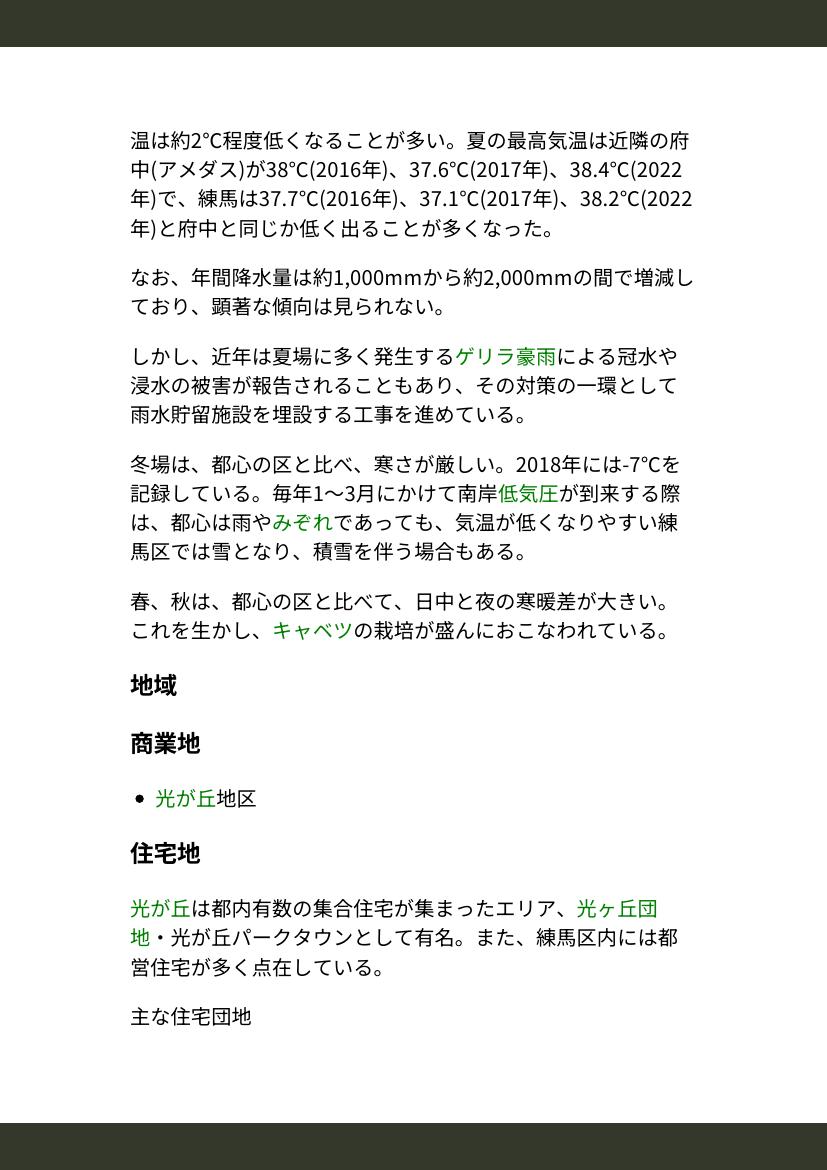 温は約2℃程度低くなることが多い。夏の最高気温は近隣の府
中(アメダス)が38℃(2016年)、37.6℃(2017年)、38.4℃(2022
年)で、練馬は37.7℃(2016年)、37.1℃(2017年)、38.2℃(2022
年)と府中と同じか低く出ることが多くなった。
なお、年間降水量は約1,000mmから約2,000mmの間で増減し
ており、顕著な傾向は見られない。
しかし、近年は夏場に多く発生するゲリラ豪雨による冠水や
浸水の被害が報告されることもあり、その対策の一環として
雨水貯留施設を埋設する工事を進めている。
冬場は、都心の区と比べ、寒さが厳しい。2018年には-7℃を
記録している。毎年1〜3月にかけて南岸低気圧が到来する際
は、都心は雨やみぞれであっても、気温が低くなりやすい練
馬区では雪となり、積雪を伴う場合もある。
春、秋は、都心の区と比べて、日中と夜の寒暖差が大きい。
これを生かし、キャベツの栽培が盛んにおこなわれている。
地域
商業地
• 光が丘地区
住宅地
光が丘は都内有数の集合住宅が集まったエリア、光ヶ丘団
地・光が丘パークタウンとして有名。また、練馬区内には都
営住宅が多く点在している。
主な住宅団地